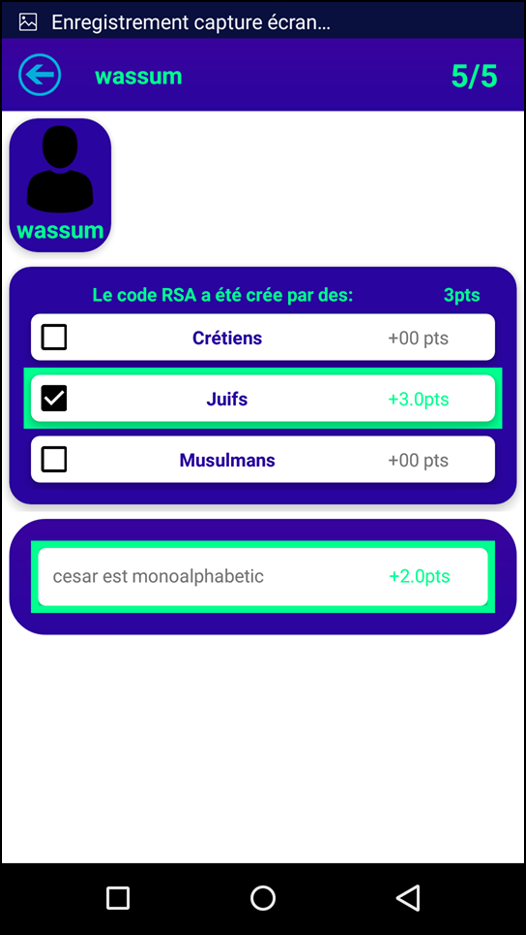 Enregistrement capture écran...
wassum 5/5
wassum
Le code RSA a été crée par des: 3pts
Crétiens +00 pts
Juifs +3.0pts
Musulmans +00 pts
cesar est monoalphabetic +2.0pts